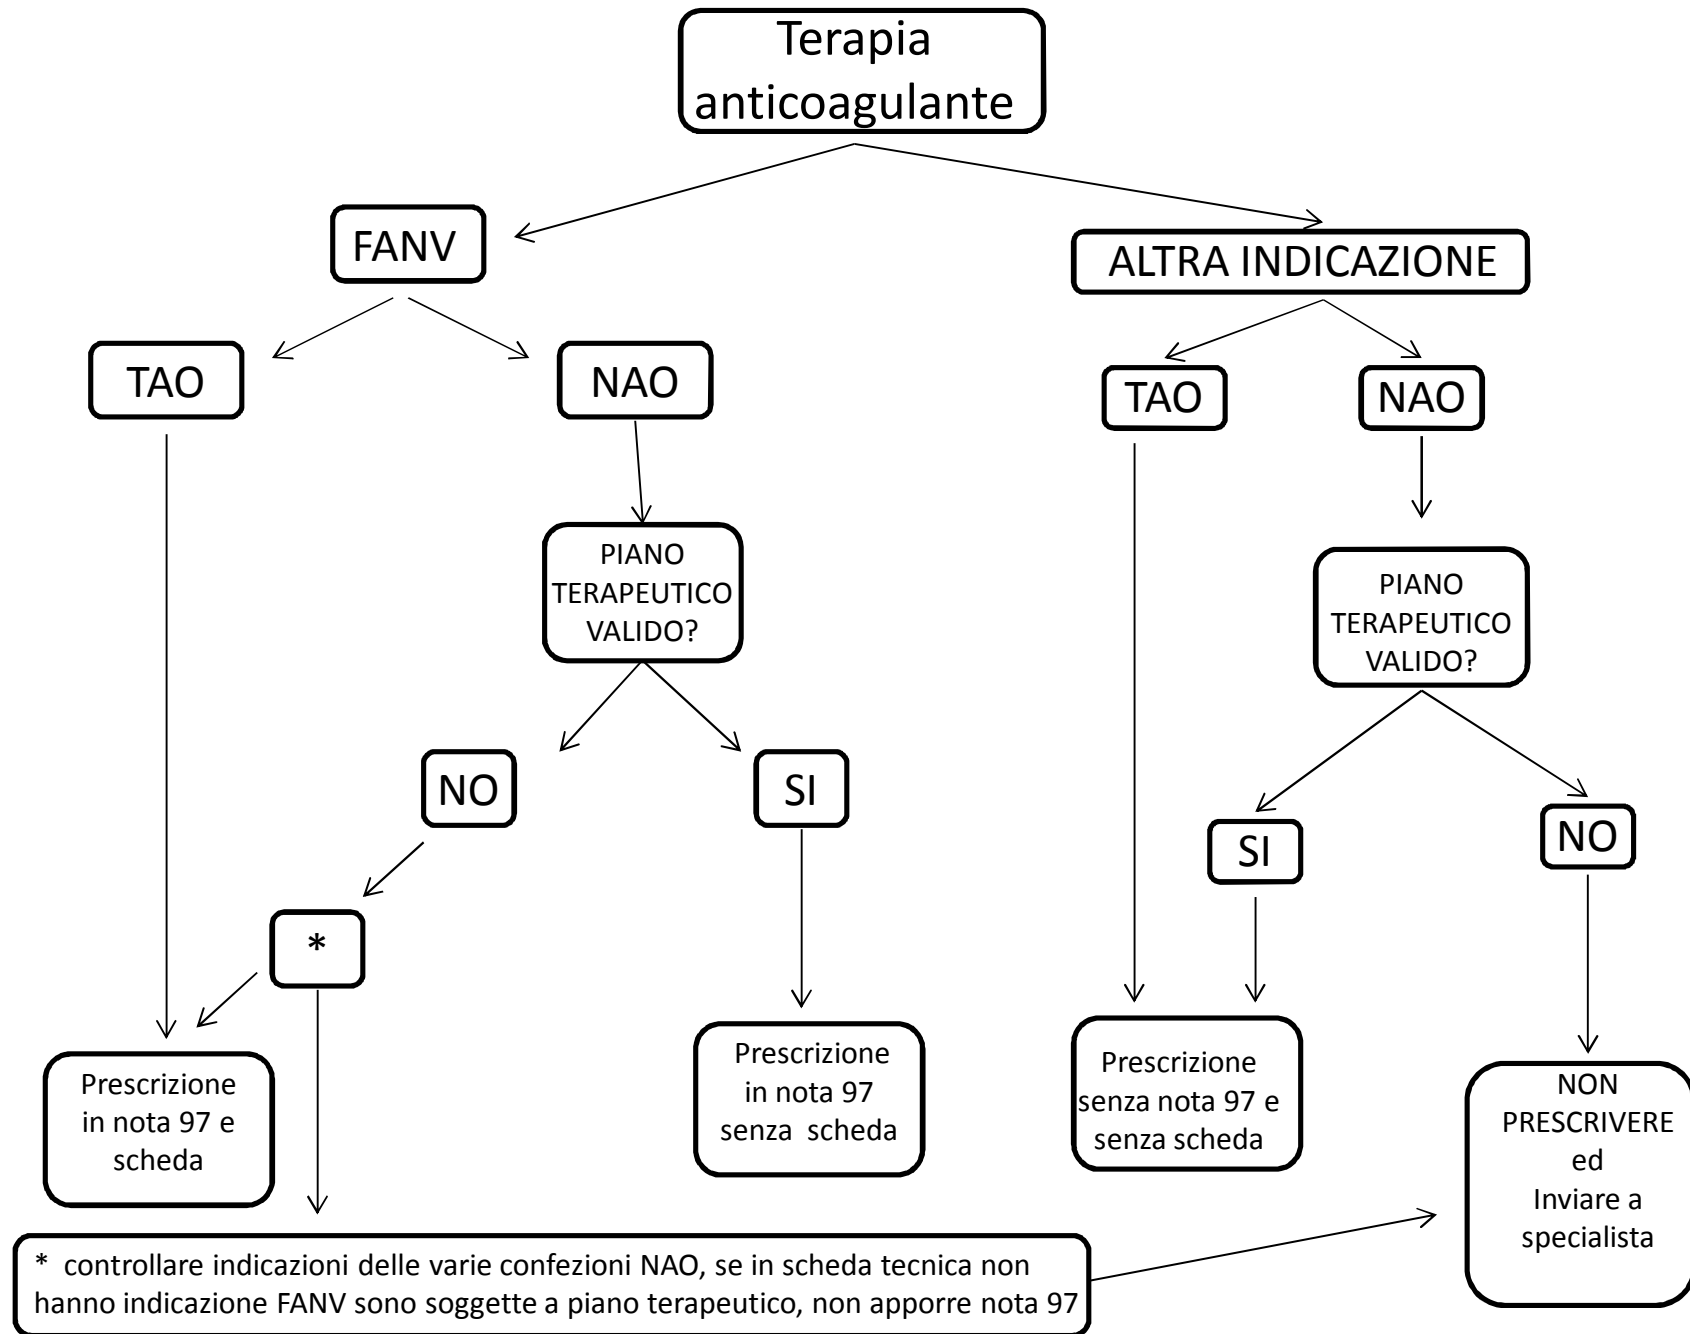 Terapia
anticoagulante
FANV
ALTRA INDICAZIONE
TAO
NAO
TAO
NAO
PIANO
TERAPEUTICO
VALIDO?
PIANO
TERAPEUTICO
VALIDO?
NO
SI
SI
NO
*
Prescrizione
in nota 97 e
scheda
Prescrizione
in nota 97
senza scheda
Prescrizione
senza nota 97 e
senza scheda
NON
PRESCRIVERE
ed
Inviare a
specialista
* controllare indicazioni delle varie confezioni NAO, se in scheda tecnica non
hanno indicazione FANV sono soggette a piano terapeutico, non apporre nota 97